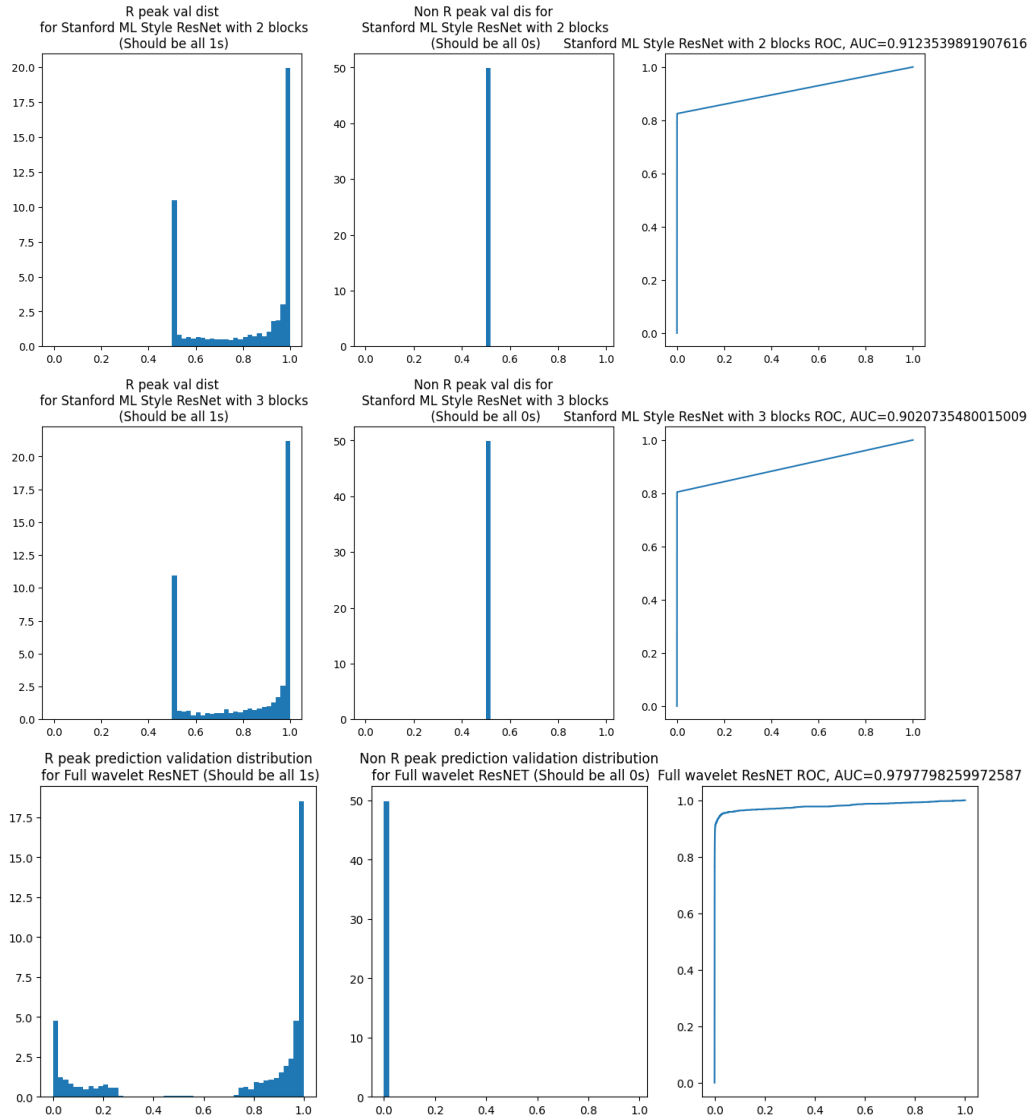 R peak val dist
for Stanford ML Style ResNet with 2 blocks
(Should be all 1s)
20.0
17.5
15.0
12.5
10.0
7.5
5.0
2.5
0.0
0.0 0.2 0.4 0.6 0.8 1.0
Non R peak val dis for
Stanford ML Style ResNet with 2 blocks
(Should be all 0s)
50
40
30
20
10
0
0.0 0.2 0.4 0.6 0.8 1.0
Stanford ML Style ResNet with 2 blocks ROC, AUC=0.9123539891907616
1.0
0.8
0.6
0.4
0.2
0.0
0.0 0.2 0.4 0.6 0.8 1.0
R peak val dist
for Stanford ML Style ResNet with 3 blocks
(Should be all 1s)
20.0
17.5
15.0
12.5
10.0
7.5
5.0
2.5
0.0
0.0 0.2 0.4 0.6 0.8 1.0
Non R peak val dis for
Stanford ML Style ResNet with 3 blocks
(Should be all 0s)
50
40
30
20
10
0
0.0 0.2 0.4 0.6 0.8 1.0
Stanford ML Style ResNet with 3 blocks ROC, AUC=0.9020735480015009
1.0
0.8
0.6
0.4
0.2
0.0
0.0 0.2 0.4 0.6 0.8 1.0
R peak prediction validation distribution
for Full wavelet ResNET (Should be all 1s)
17.5
15.0
12.5
10.0
7.5
5.0
2.5
0.0
0.0 0.2 0.4 0.6 0.8 1.0
Non R peak prediction validation distribution
for Full wavelet ResNET (Should be all 0s)
50
40
30
20
10
0
0.0 0.2 0.4 0.6 0.8 1.0
Full wavelet ResNET ROC, AUC=0.9797798259972587
1.0
0.8
0.6
0.4
0.2
0.0
0.0 0.2 0.4 0.6 0.8 1.0